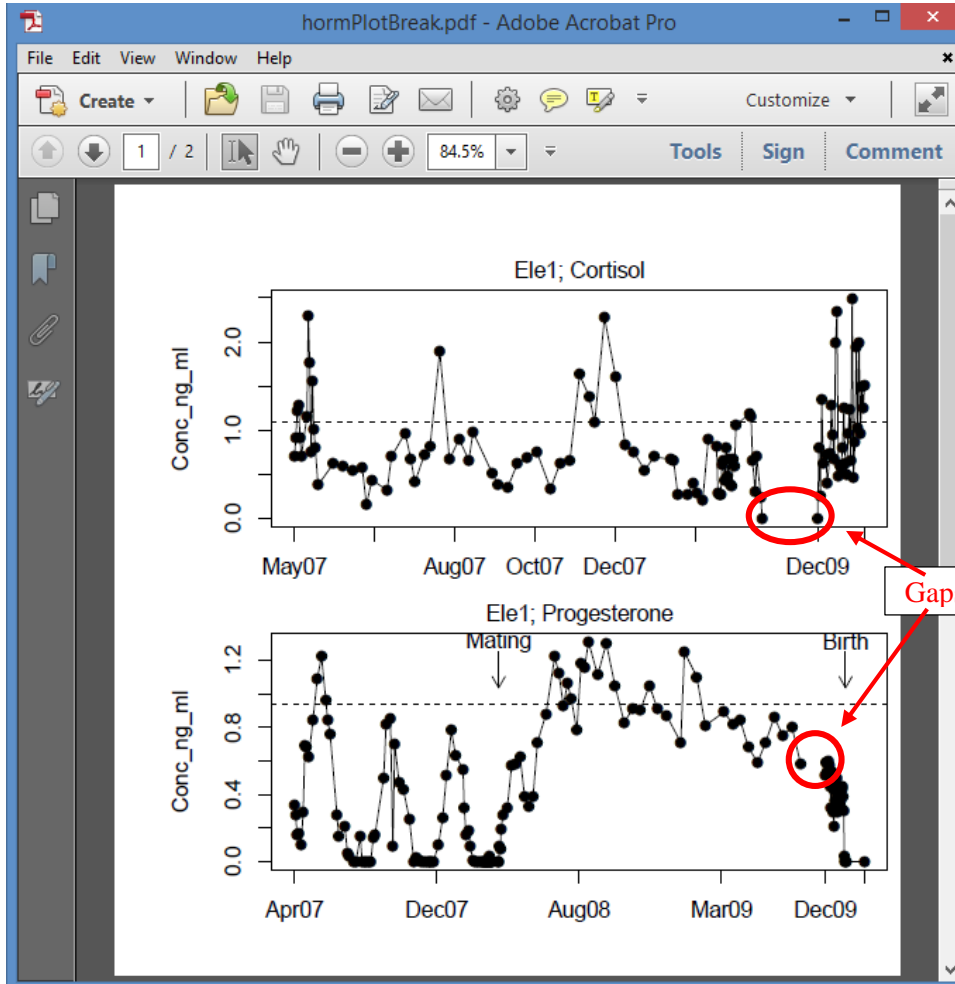 hormPlotBreak.pdf - Adobe Acrobat Pro
File Edit View Window Help
Create Customize
1 / 2 84.5% Tools Sign Comment
Ele1; Cortisol
Conc_ng_ml
0.0 1.0 2.0
May07 Aug07 Oct07 Dec07 Dec09
Gap
Ele1; Progesterone
Mating Birth
Conc_ng_ml
0.0 0.4 0.8 1.2
Apr07 Dec07 Aug08 Mar09 Dec09